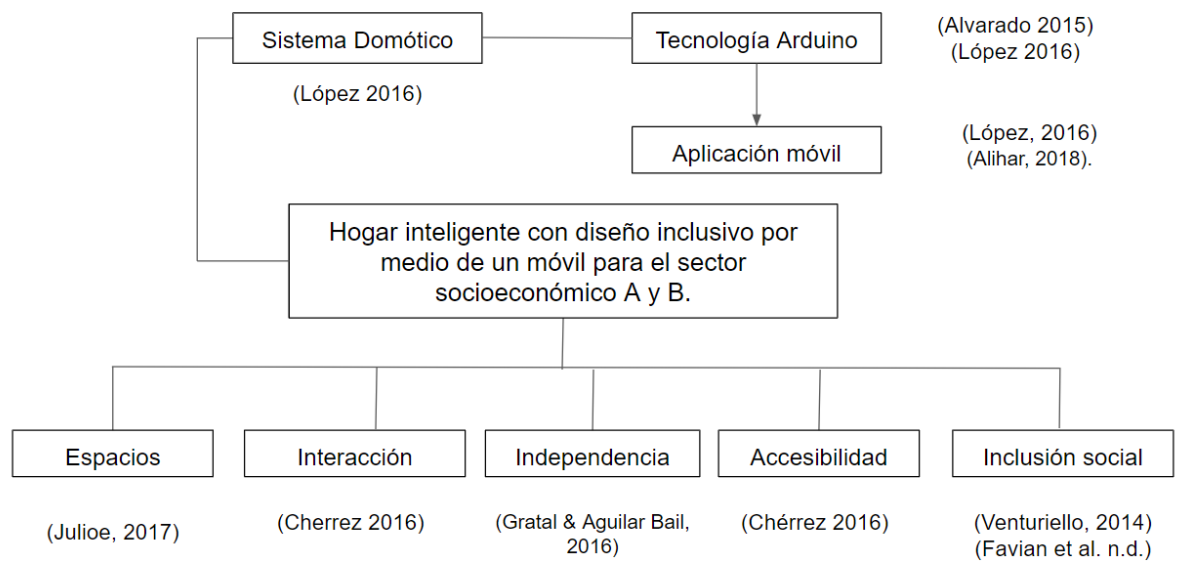 Sistema Domótico
Tecnología Arduino
(Alvarado 2015)
(López 2016)
(López 2016)
Aplicación móvil
(López, 2016)
(Alihar, 2018).
Hogar inteligente con diseño inclusivo por
medio de un móvil para el sector
socioeconómico A y B.
Espacios
Interacción
Independencia
Accesibilidad
Inclusión social
(Julioe, 2017)
(Cherrez 2016)
(Gratal & Aguilar Bail,
2016)
(Chérrez 2016)
(Venturiello, 2014)
(Favian et al. n.d.)